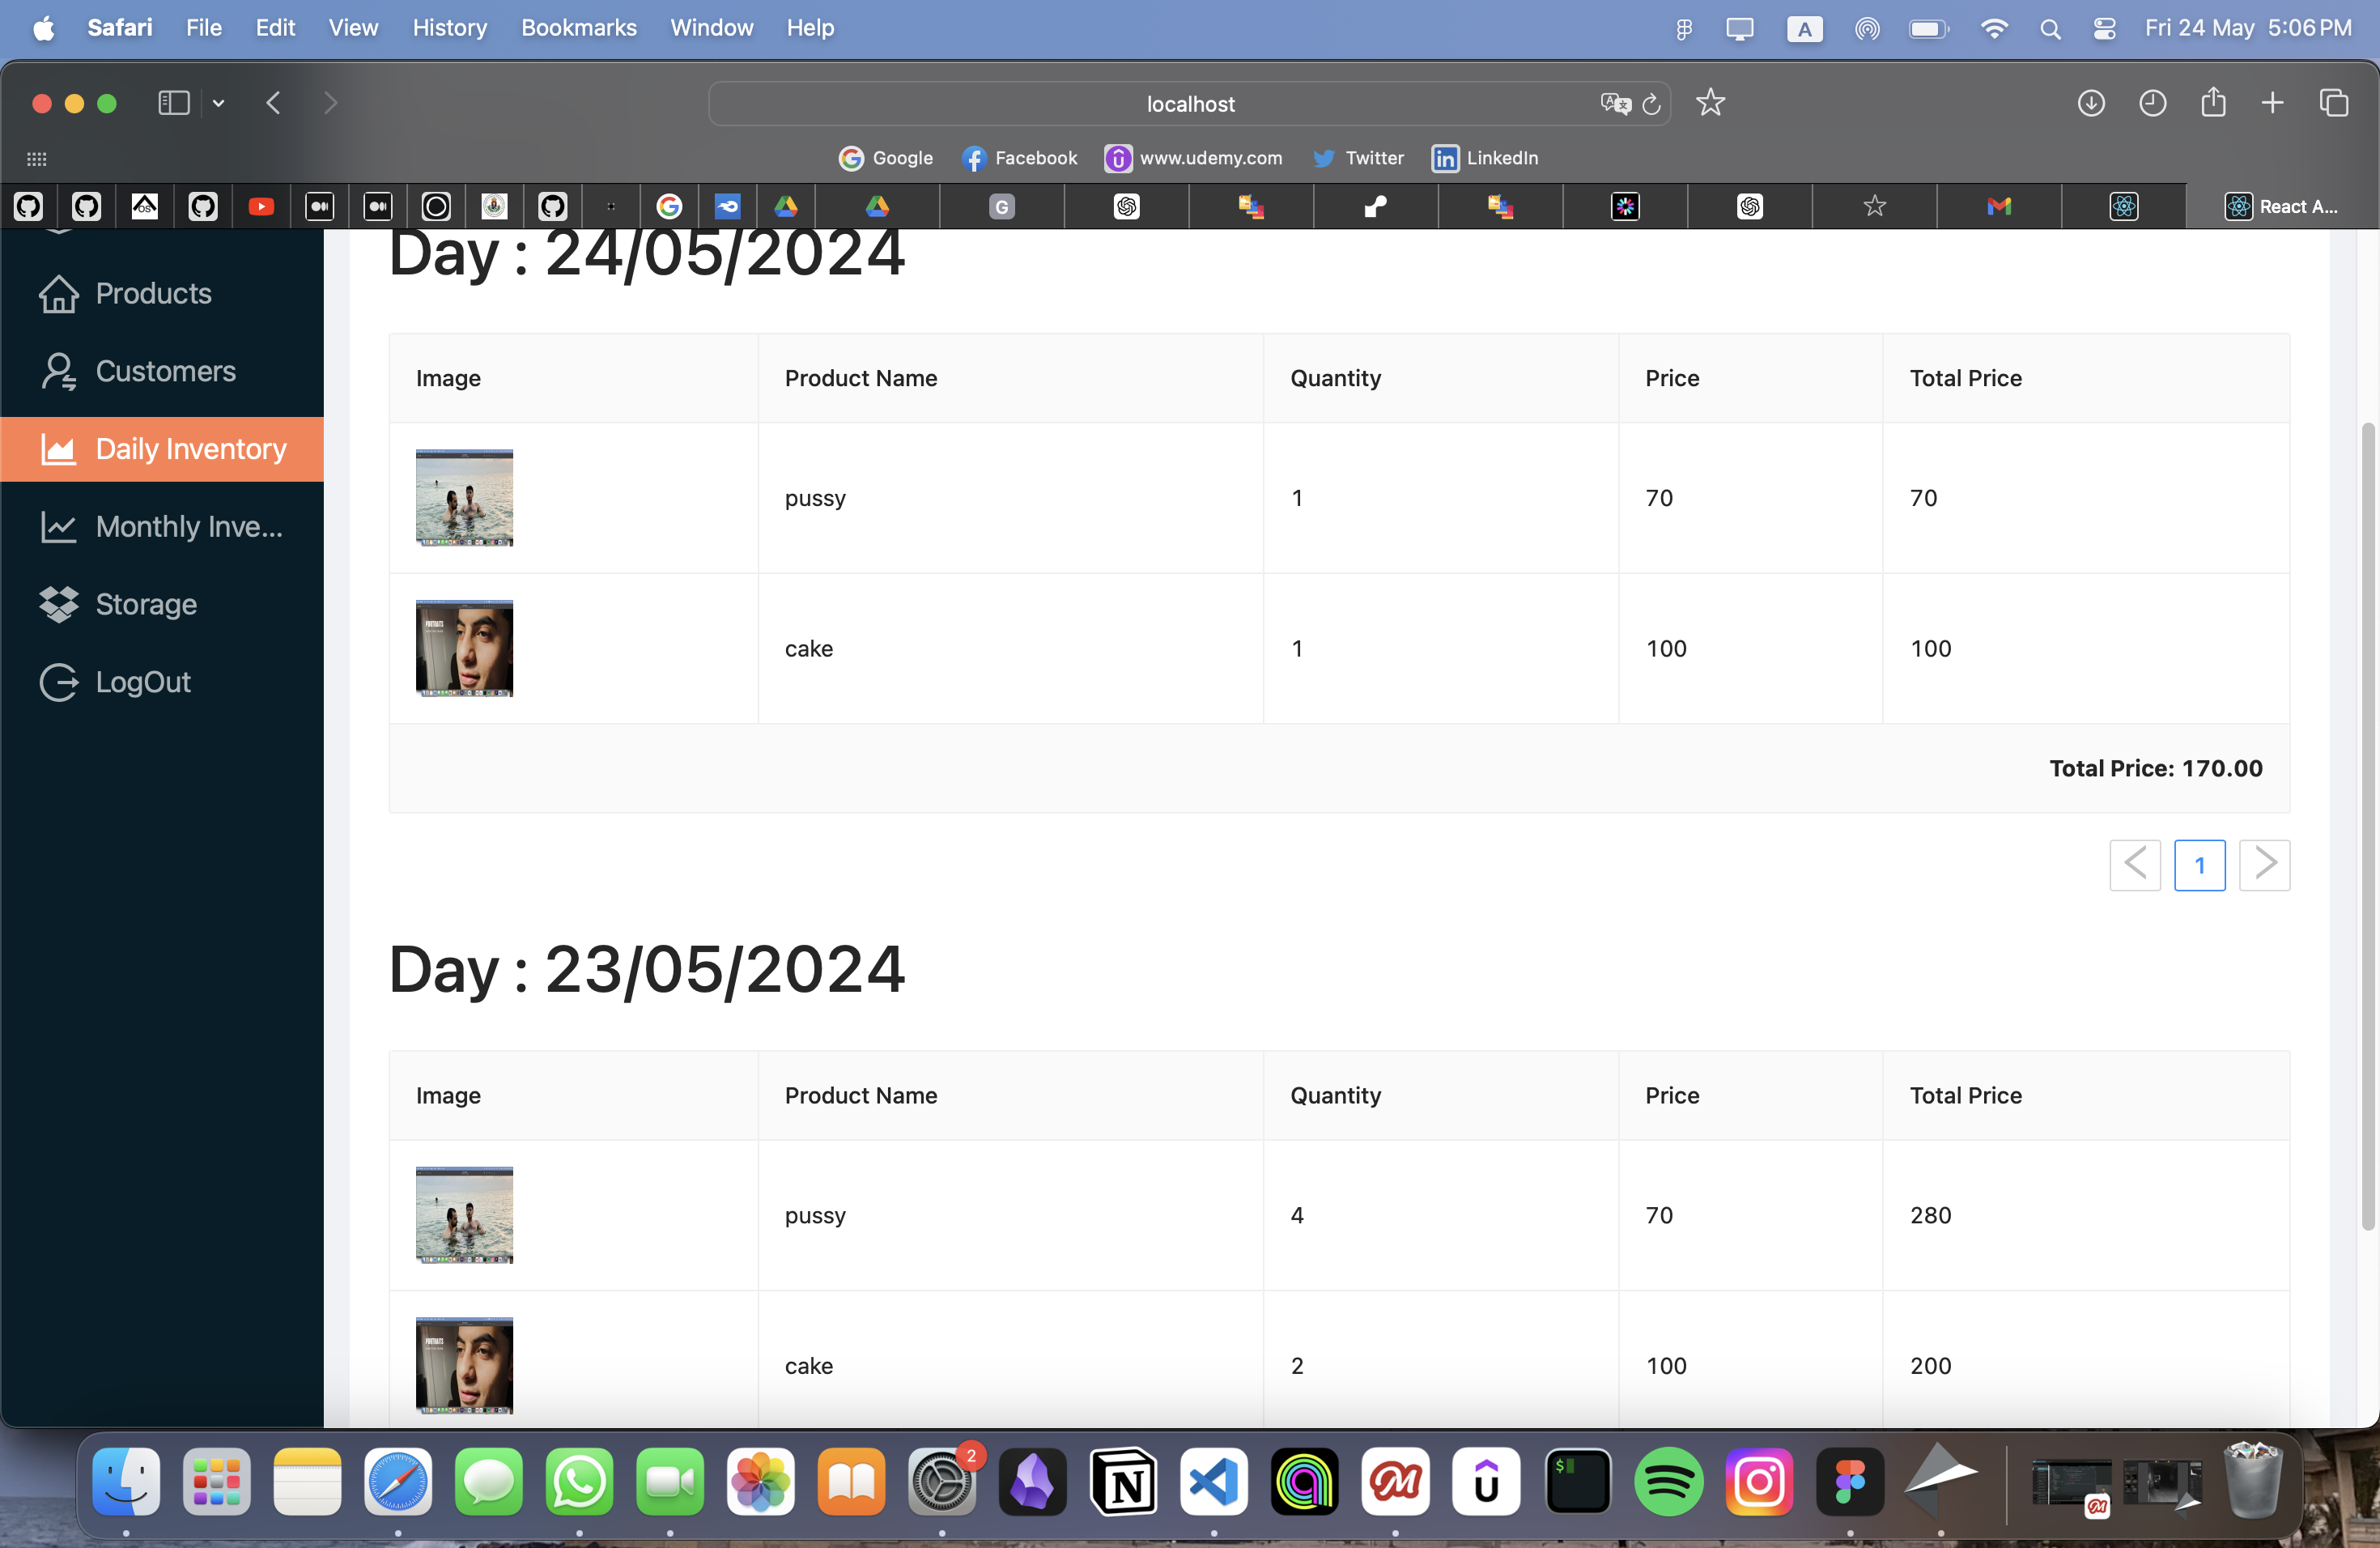 Safari File Edit View History Bookmarks Window Help A Fri 24 May 5:06 PM
localhost
Google Facebook www.udemy.com Twitter in LinkedIn
G React A...
Day : 24/05/2024
Products
Customers
Daily Inventory
Monthly Inve...
Storage
LogOut
Image Product Name Quantity Price Total Price
pussy 1 70 70
PORTRAITS
cake 1 100 100
Total Price: 170.00
1
Day : 23/05/2024
Image Product Name Quantity Price Total Price
pussy 4 70 280
PORTRAITS
cake 2 100 200
2
$